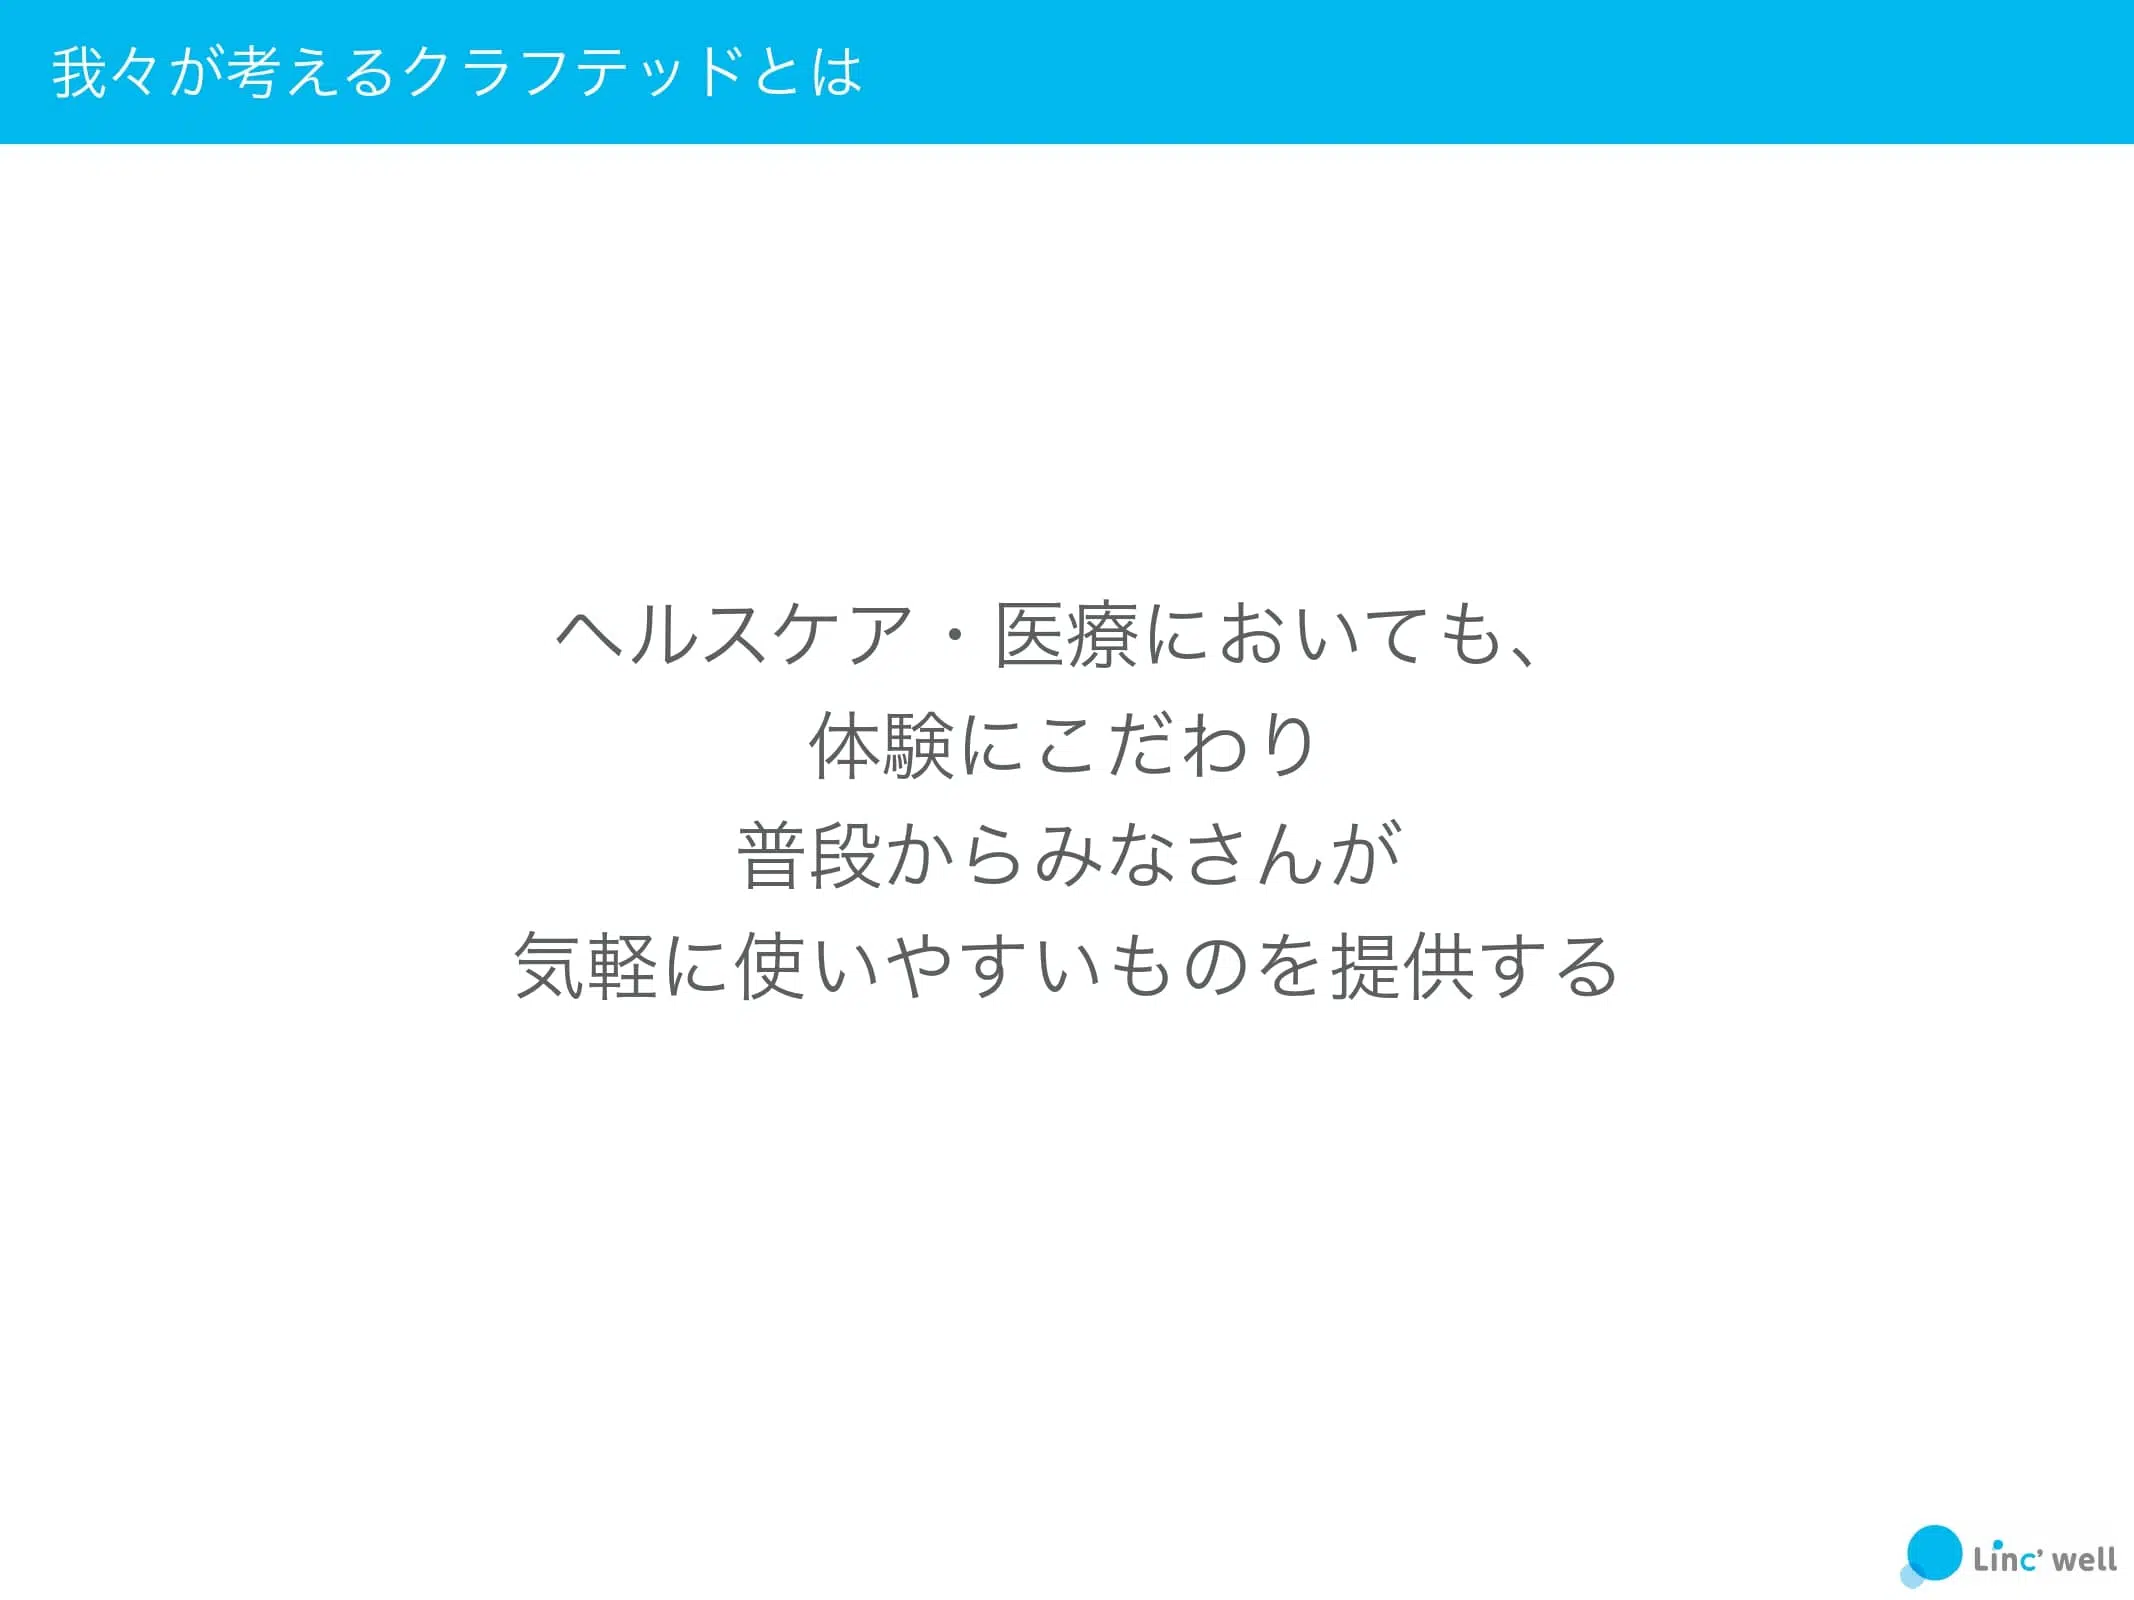 我々が考えるクラフテッドとは
ヘルスケア・医療においても、
体験にこだわり
普段からみなさんが
気軽に使いやすいものを提供する
Linc' well